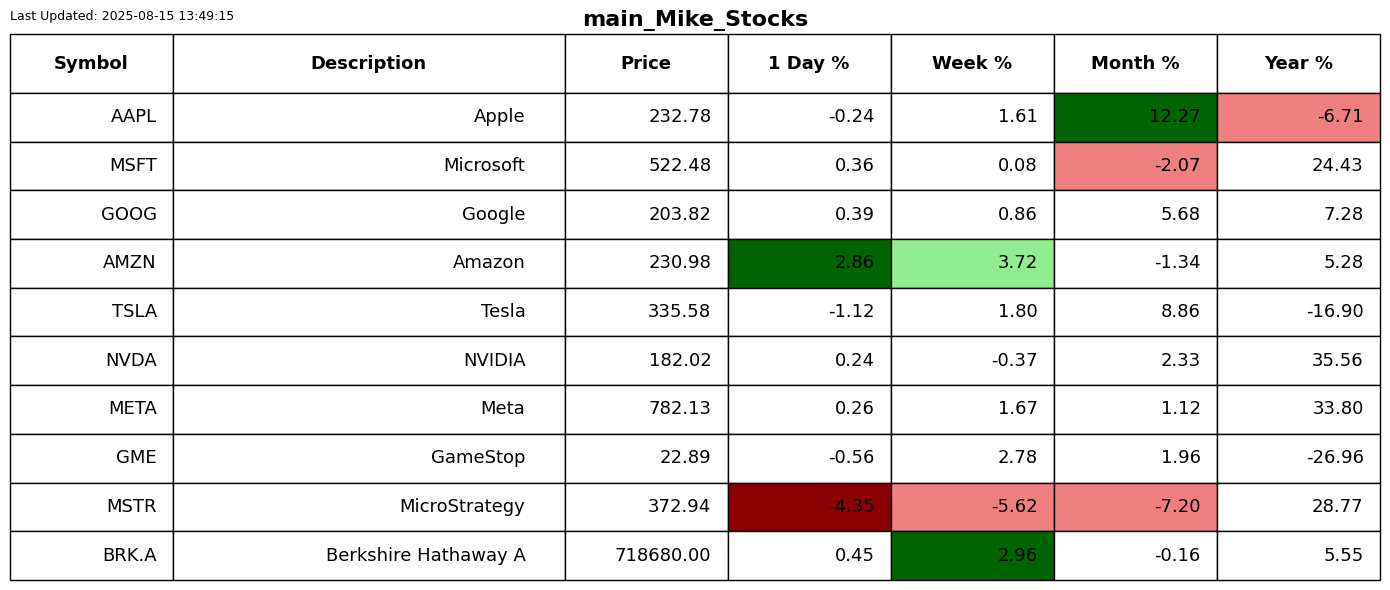 Last Updated: 2025-08-15 13:49:15
main_Mike_Stocks
Symbol Description Price 1 Day % Week % Month % Year %
AAPL Apple 232.78 -0.24 1.61 12.27 -6.71
MSFT Microsoft 522.48 0.36 0.08 -2.07 24.43
GOOG Google 203.82 0.39 0.86 5.68 7.28
AMZN Amazon 230.98 2.86 3.72 -1.34 5.28
TSLA Tesla 335.58 -1.12 1.80 8.86 -16.90
NVDA NVIDIA 182.02 0.24 -0.37 2.33 35.56
META Meta 782.13 0.26 1.67 1.12 33.80
GME GameStop 22.89 -0.56 2.78 1.96 -26.96
MSTR MicroStrategy 372.94 -4.35 -5.62 -7.20 28.77
BRK.A Berkshire Hathaway A 718680.00 0.45 2.96 -0.16 5.55